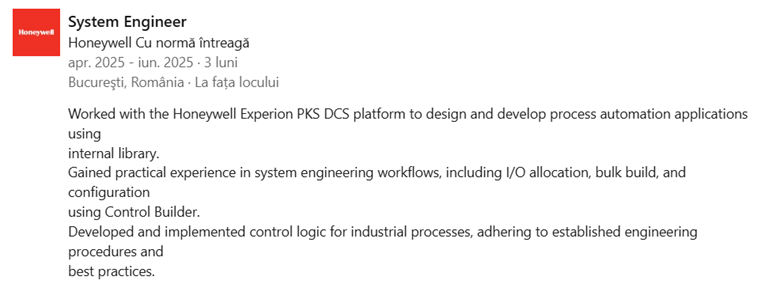 Honeywell
System Engineer
Honeywell Cu normă întreagă
apr. 2025 - iun. 2025 · 3 luni
Bucureşti, România · La fața locului
Worked with the Honeywell Experion PKS DCS platform to design and develop process automation applications
using
internal library.
Gained practical experience in system engineering workflows, including I/O allocation, bulk build, and
configuration
using Control Builder.
Developed and implemented control logic for industrial processes, adhering to established engineering
procedures and
best practices.